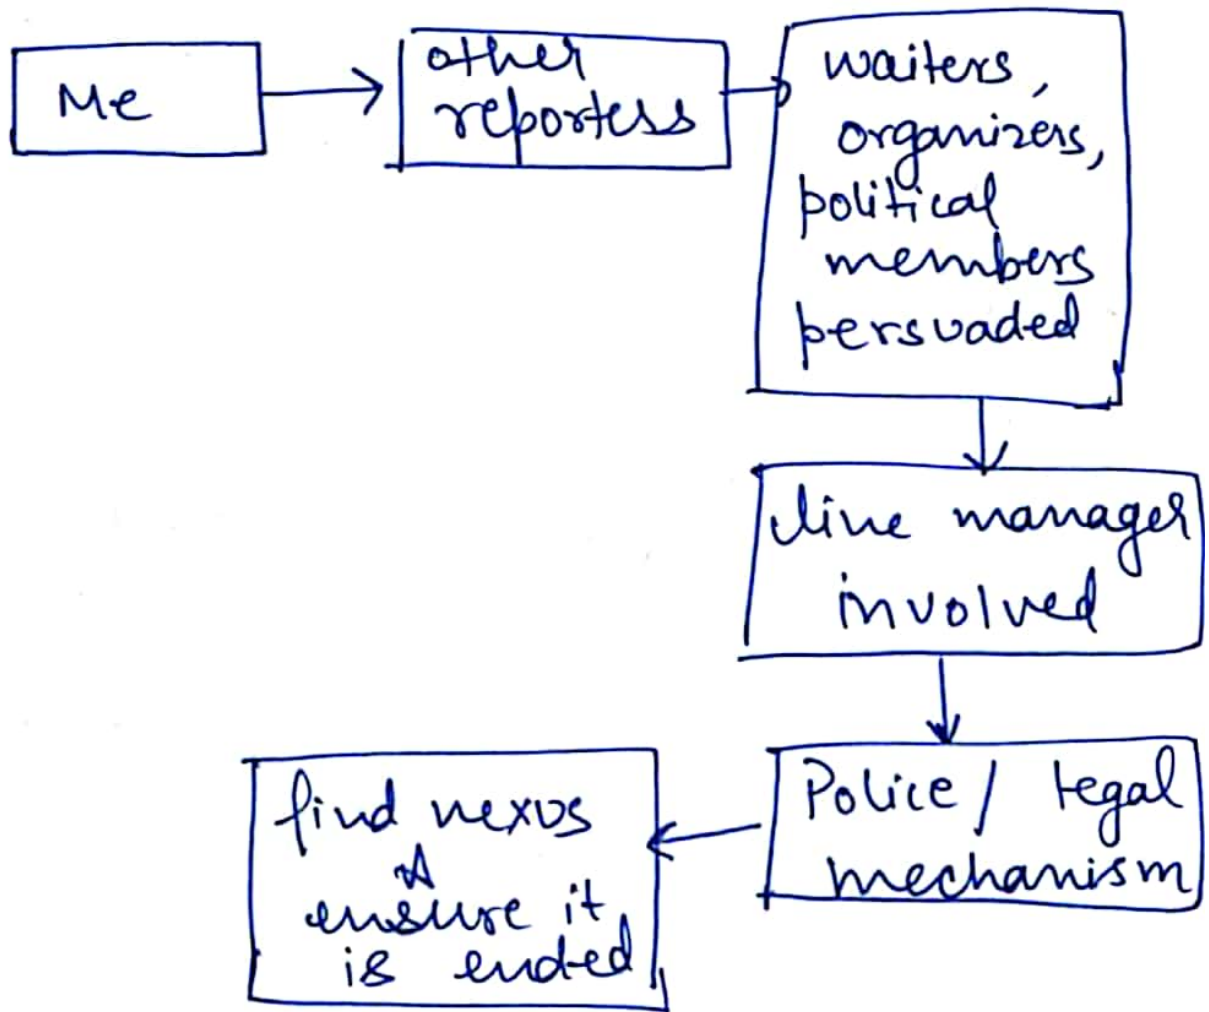 Me
other
reporters
waiters,
organizers,
political
members
persuaded
line manager
involved
Police / legal
mechanism
find nexus
&
ensure it
is ended